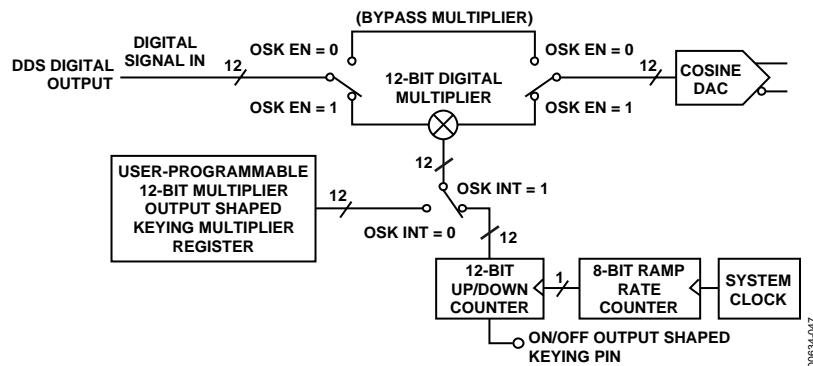 (BYPASS MULTIPLIER)
DIGITAL
SIGNAL IN
OSK EN = 0
OSK EN = 0
DDS DIGITAL
OUTPUT
12
12-BIT DIGITAL
MULTIPLIER
12
COSINE
DAC
OSK EN = 1
OSK EN = 1
12
USER-PROGRAMMABLE
12-BIT MULTIPLIER
OUTPUT SHAPED
KEYING MULTIPLIER
REGISTER
12
OSK INT = 1
OSK INT = 0
12
12-BIT
UP/DOWN
COUNTER
1
8-BIT RAMP
RATE
COUNTER
SYSTEM
CLOCK
ON/OFF OUTPUT SHAPED
KEYING PIN
00634-047